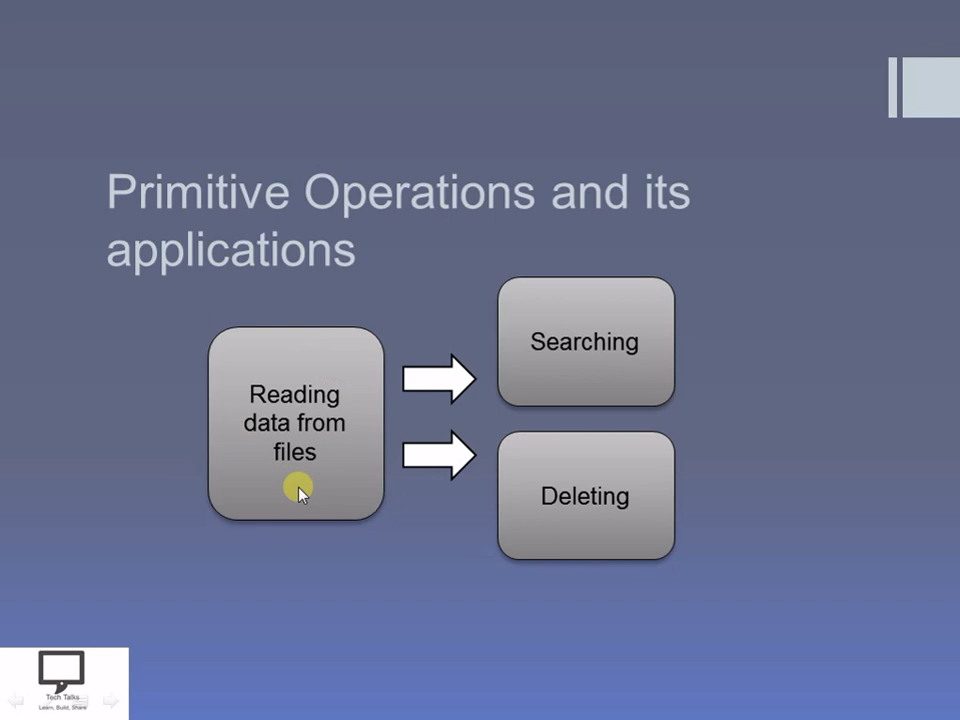 Primitive Operations and its
applications
Reading
data from
files
Searching
Deleting
Tech Talks
Learn, Build, Share